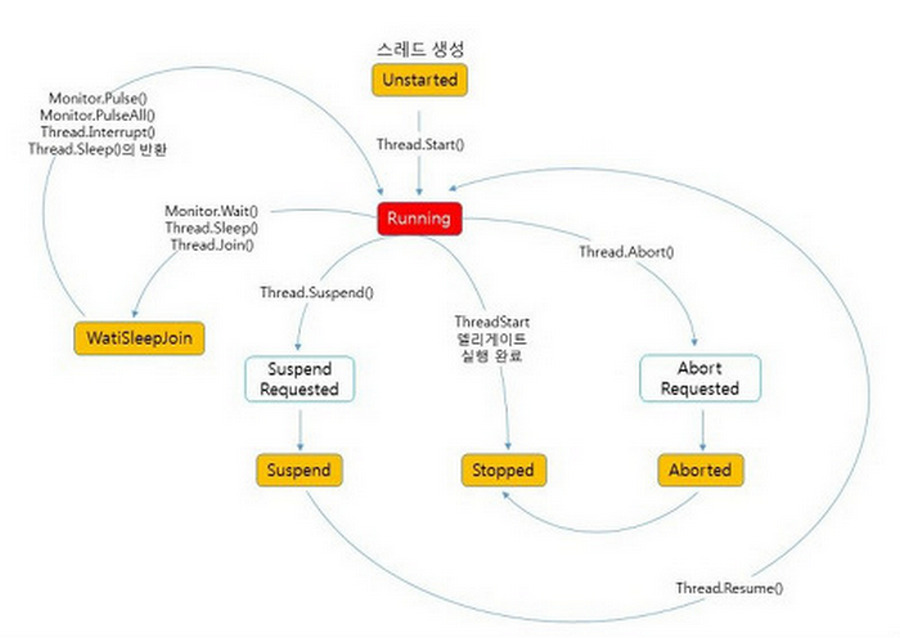 스레드 생성
Unstarted
Monitor.Pulse()
Monitor.PulseAll()
Thread.Interrupt()
Thread.Sleep()의 반환
Thread.Start()
Running
Monitor.Wait()
Thread.Sleep()
Thread.Join()
Thread.Abort()
Thread.Suspend()
ThreadStart
델리게이트
실행 완료
WatiSleepJoin
Suspend
Requested
Abort
Requested
Suspend
Stopped
Aborted
Thread.Resume()